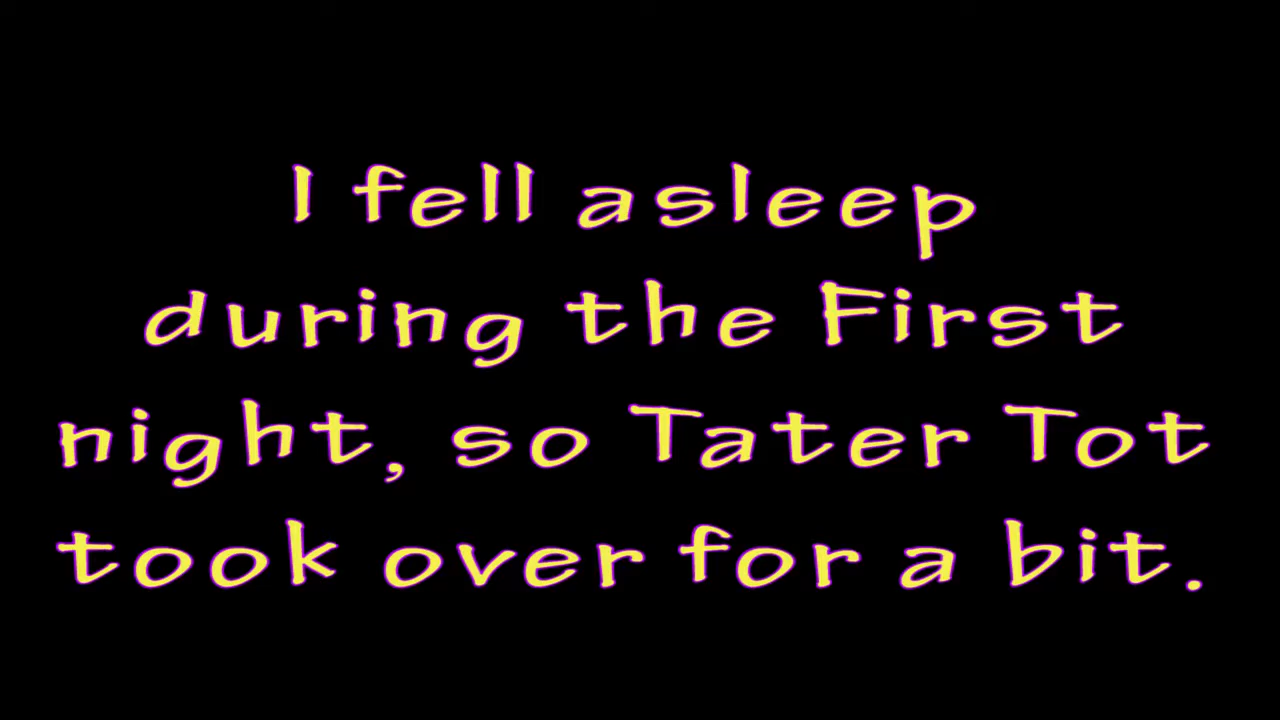 I fell asleep
during the First
night, so Tater Tot
took over for a bit.